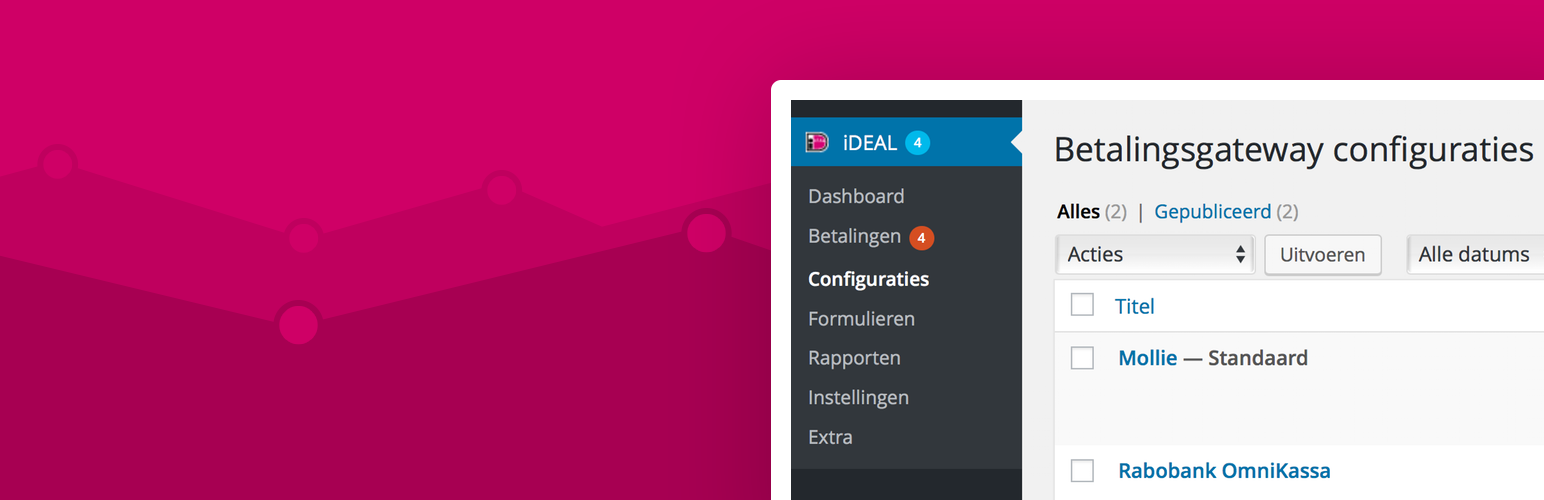 iDEAL 4
Dashboard
Betalingen 4
Configuraties
Formulieren
Rapporten
Instellingen
Extra
Betalingsgateway configuraties
Alles (2) | Gepubliceerd (2)
Acties Uitvoeren Alle datums
Titel
Mollie — Standaard
Rabobank OmniKassa